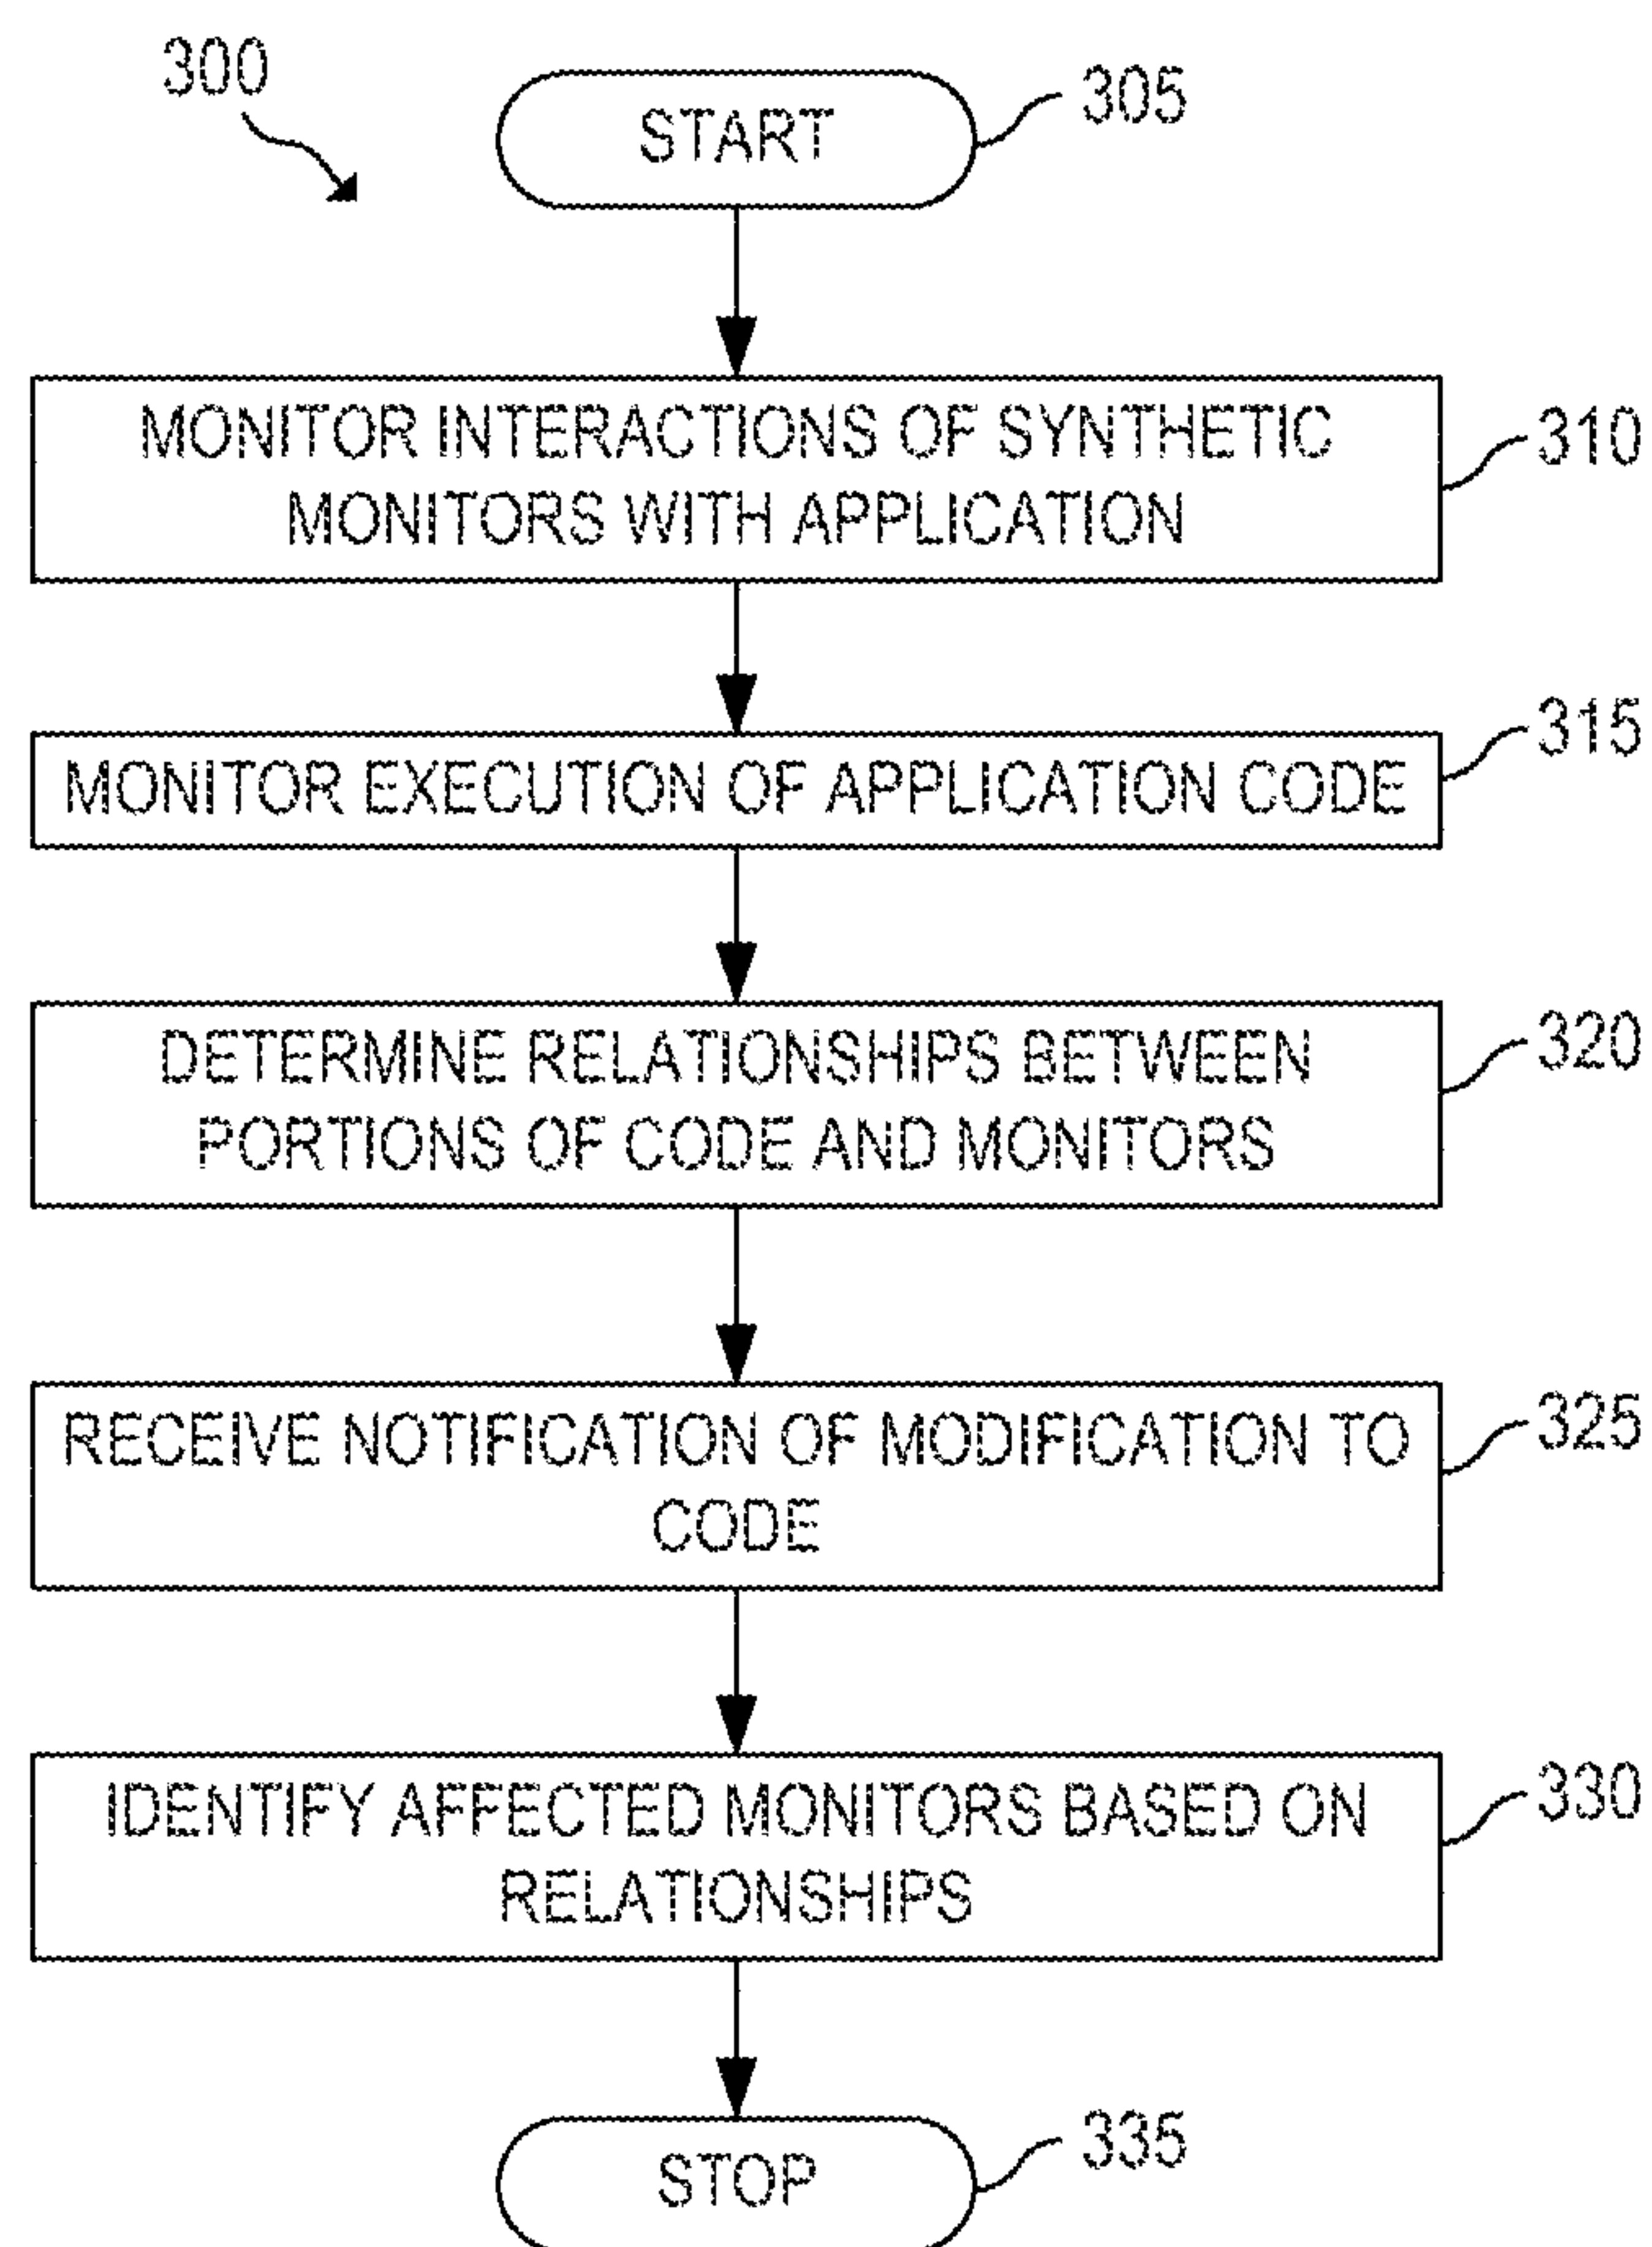 300
START
305
MONITOR INTERACTIONS OF SYNTHETIC
MONITORS WITH APPLICATION
310
MONITOR EXECUTION OF APPLICATION CODE
315
DETERMINE RELATIONSHIPS BETWEEN
PORTIONS OF CODE AND MONITORS
320
RECEIVE NOTIFICATION OF MODIFICATION TO
CODE
325
IDENTIFY AFFECTED MONITORS BASED ON
RELATIONSHIPS
330
STOP
335